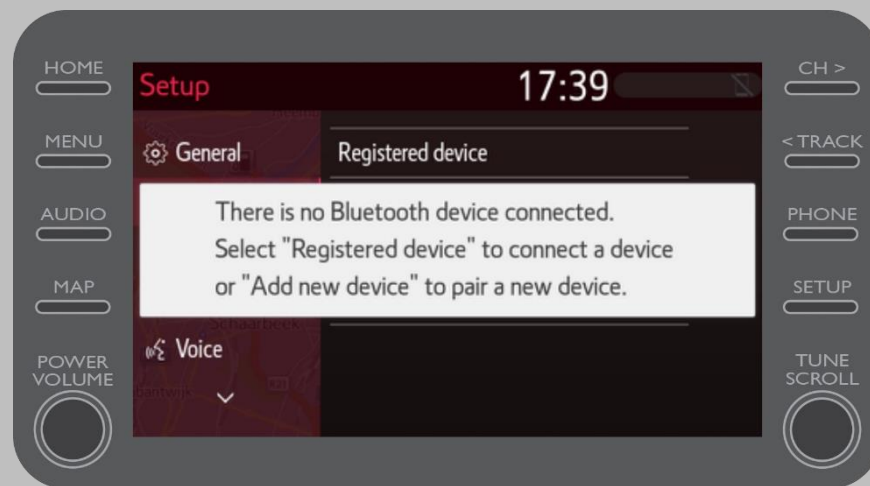 HOME
MENU
AUDIO
MAP
POWER
VOLUME
Setup
17:39
General
Registered device
There is no Bluetooth device connected.
Select "Registered device" to connect a device
or "Add new device" to pair a new device.
Schaarbeek
Voice
CH >
< TRACK
PHONE
SETUP
TUNE
SCROLL